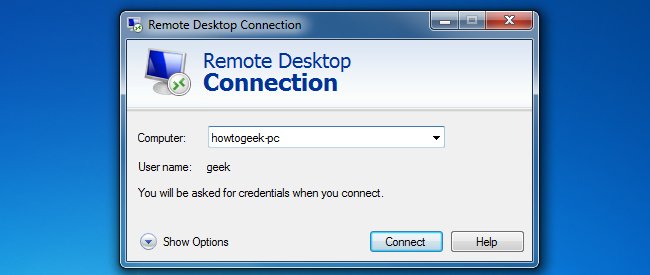 Remote Desktop Connection
Remote Desktop
Connection
Computer: howtogeek-pc
User name: geek
You will be asked for credentials when you connect.
Show Options Connect Help